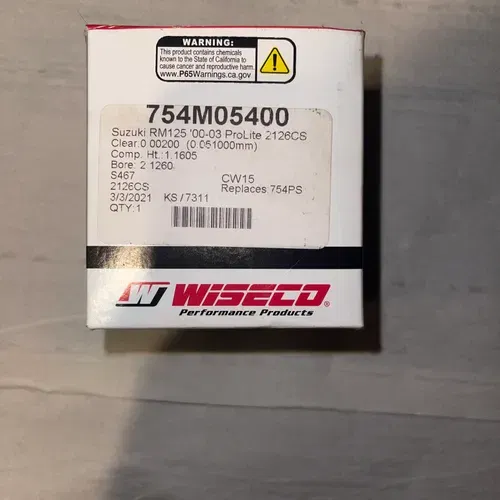 WARNING:
This product contains chemicals
known to the State of California to
cause cancer and reproductive harm.
www.P65Warnings.ca.gov
754M05400
Suzuki RM125 '00-03 ProLite 2126CS
Clear:0.00200 (0.051000mm)
Comp. Ht.:1.1605
Bore: 2.1260
S467 CW15
2126CS Replaces 754PS
3/3/2021 KS / 7311
QTY:1
W WISECO
Performance Products